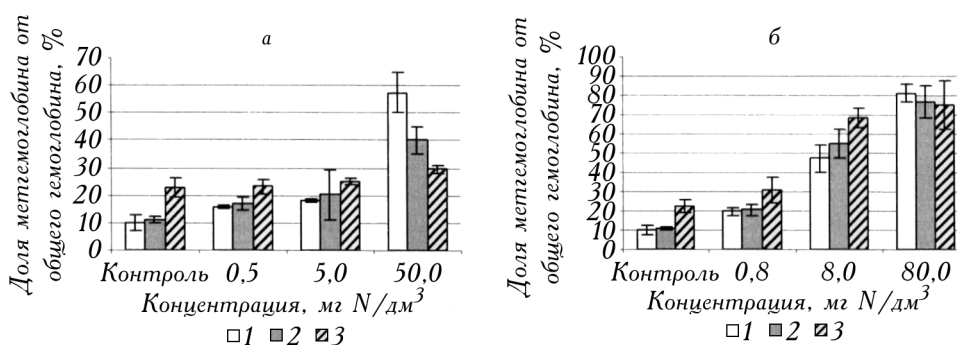 а
Доля метгемоглобина от
общего гемоглобина, %
70
60
50
40
30
20
10
0
Контроль 0,5 5,0 50,0
Концентрация, мг N/дм³
1 2 3
б
Доля метгемоглобина от
общего гемоглобина, %
100
90
80
70
60
50
40
30
20
10
0
Контроль 0,8 8,0 80,0
Концентрация, мг N/дм³
1 2 3